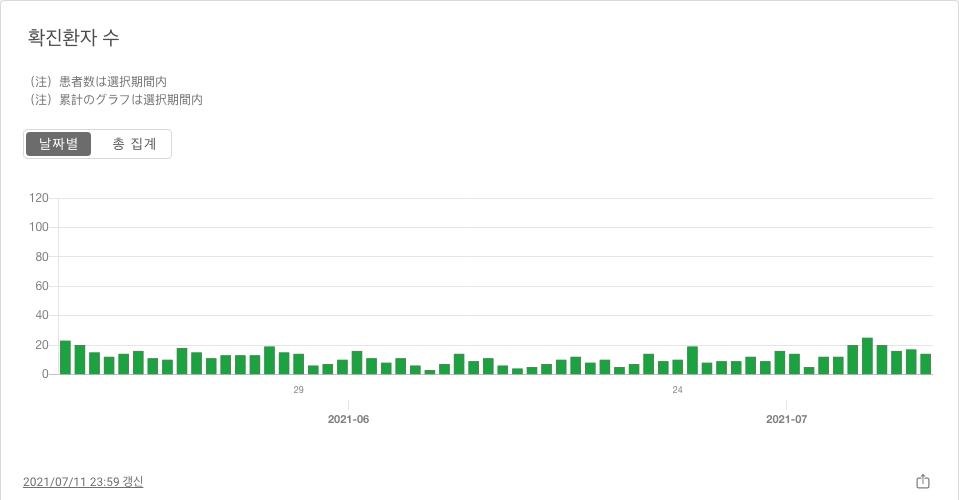 확진환자 수
（注）患者数は選択期間内
（注）累計のグラフは選択期間内
날짜별 총 집계
120
100
80
60
40
20
0
29 24
2021-06 2021-07
2021/07/11 23:59 갱신